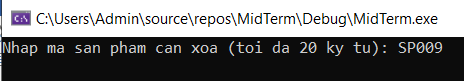 C:\Users\Admin\source\repos\MidTerm\Debug\MidTerm.exe
Nhap ma san pham can xoa (toi da 20 ky tu): SP009